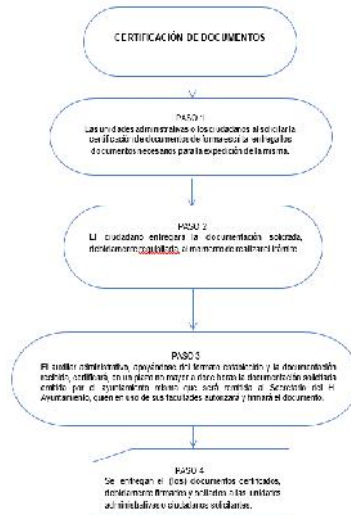 CERTIFICACIÓN DE DOCUMENTOS
PASO 1
Las unidades administrativas o los ciudadanos al solicitar la
certificación de documentos de forma escrita entrega los
documentos necesarios para la expedición de la misma.
PASO 2
El ciudadano entregará la documentación solicitada,
debidamente requisitada, al momento de realizar el trámite
PASO 3
El auxiliar administrativo, apoyándose del formato establecido y la documentación
recibida, certificará, en un plazo no mayor a doce horas la documentación solicitada
emitida por el ayuntamiento misma que será remitida al Secretario del H.
Ayuntamiento, quien en uso de sus facultades autorizará y firmará el documento.
PASO 4
Se entregan el (los) documentos certificados,
debidamente firmados y sellados a las unidades
administrativas o ciudadanos solicitantes.